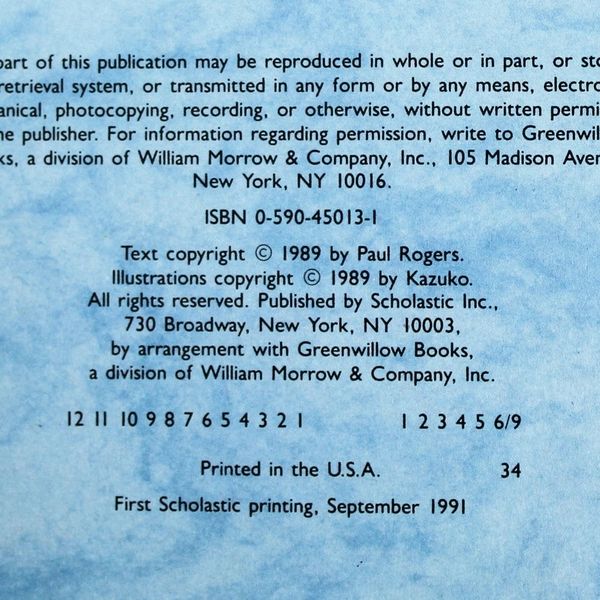 part of this publication may be reproduced in whole or in part, or sto
retrieval system, or transmitted in any form or by any means, electro
anical, photocopying, recording, or otherwise, without written permi
he publisher. For information regarding permission, write to Greenwil
ks, a division of William Morrow & Company, Inc., 105 Madison Aven
New York, NY 10016.
ISBN 0-590-45013-1
Text copyright © 1989 by Paul Rogers.
Illustrations copyright © 1989 by Kazuko.
All rights reserved. Published by Scholastic Inc.,
730 Broadway, New York, NY 10003,
by arrangement with Greenwillow Books,
a division of William Morrow & Company, Inc.
12 11 10 9 8 7 6 5 4 3 2 1 1 2 3 4 5 6/9
Printed in the U.S.A. 34
First Scholastic printing, September 1991